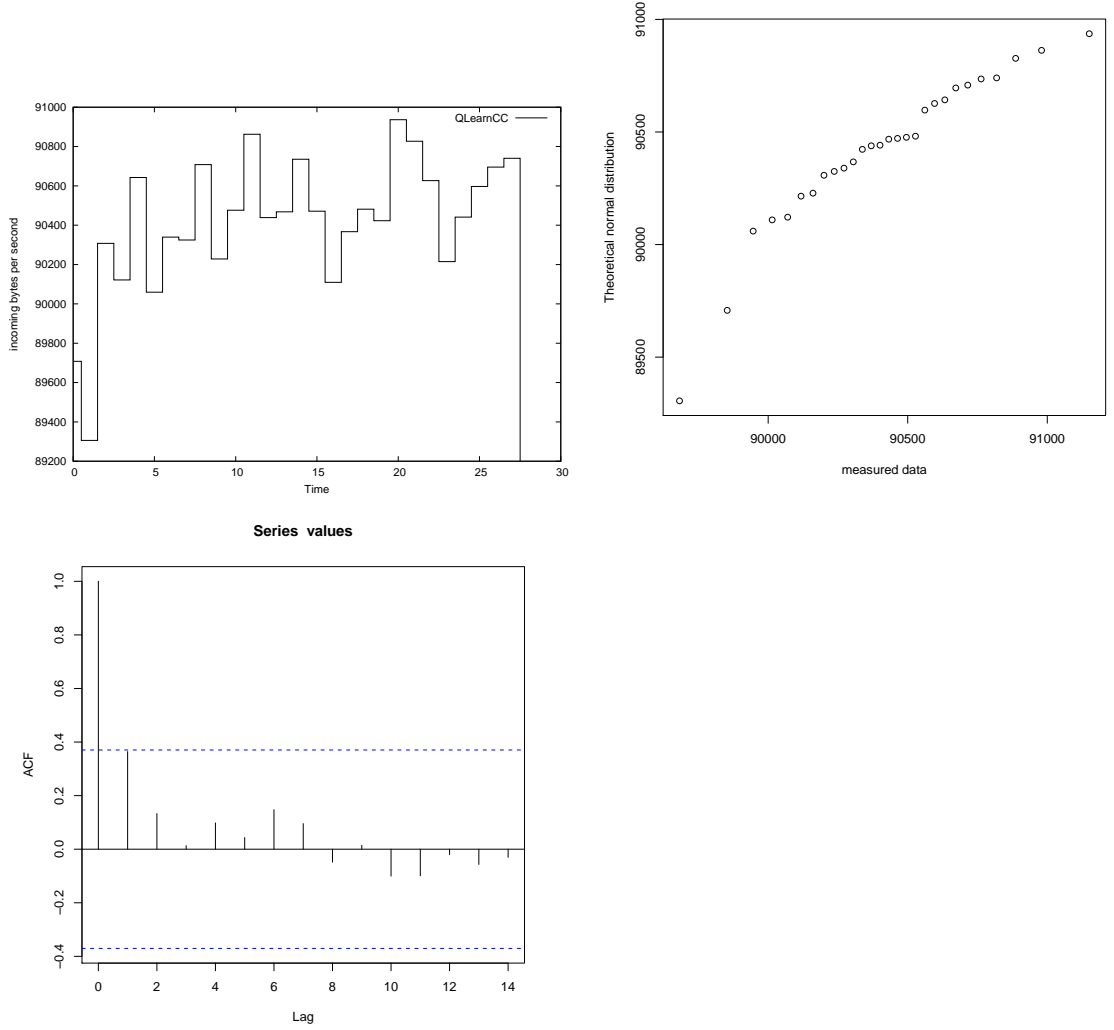 91000
90800
90600
90400
90200
90000
89800
89600
89400
89200
0 5 10 15 20 25 30
incoming bytes per second
Time
QLearnCC
91000
90500
90000
89500
Theoretical normal distribution
90000 90500 91000
measured data
Series values
1.0
0.8
0.6
0.4
0.2
0.0
−0.2
−0.4
ACF
0 2 4 6 8 10 12 14
Lag